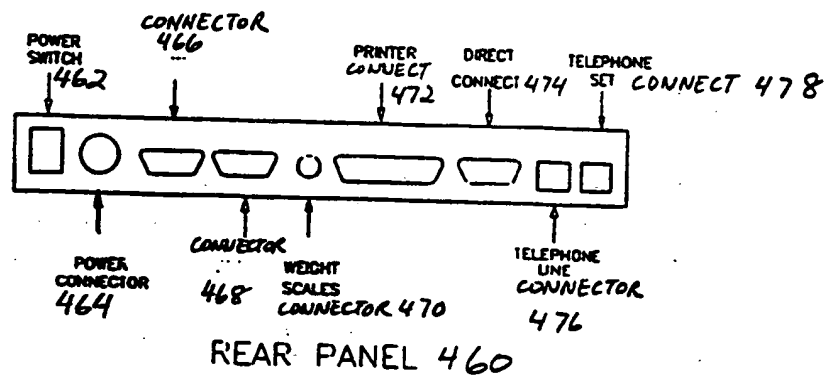 CONNECTOR
466
POWER
SWITCH
462
PRINTER
CONNECT
472
DIRECT
CONNECT 474
TELEPHONE
SET CONNECT 478
POWER
CONNECTOR
464
CONNECTOR
468
WEIGHT
SCALES
CONNECTOR 470
TELEPHONE
LINE
CONNECTOR
476
REAR PANEL 460